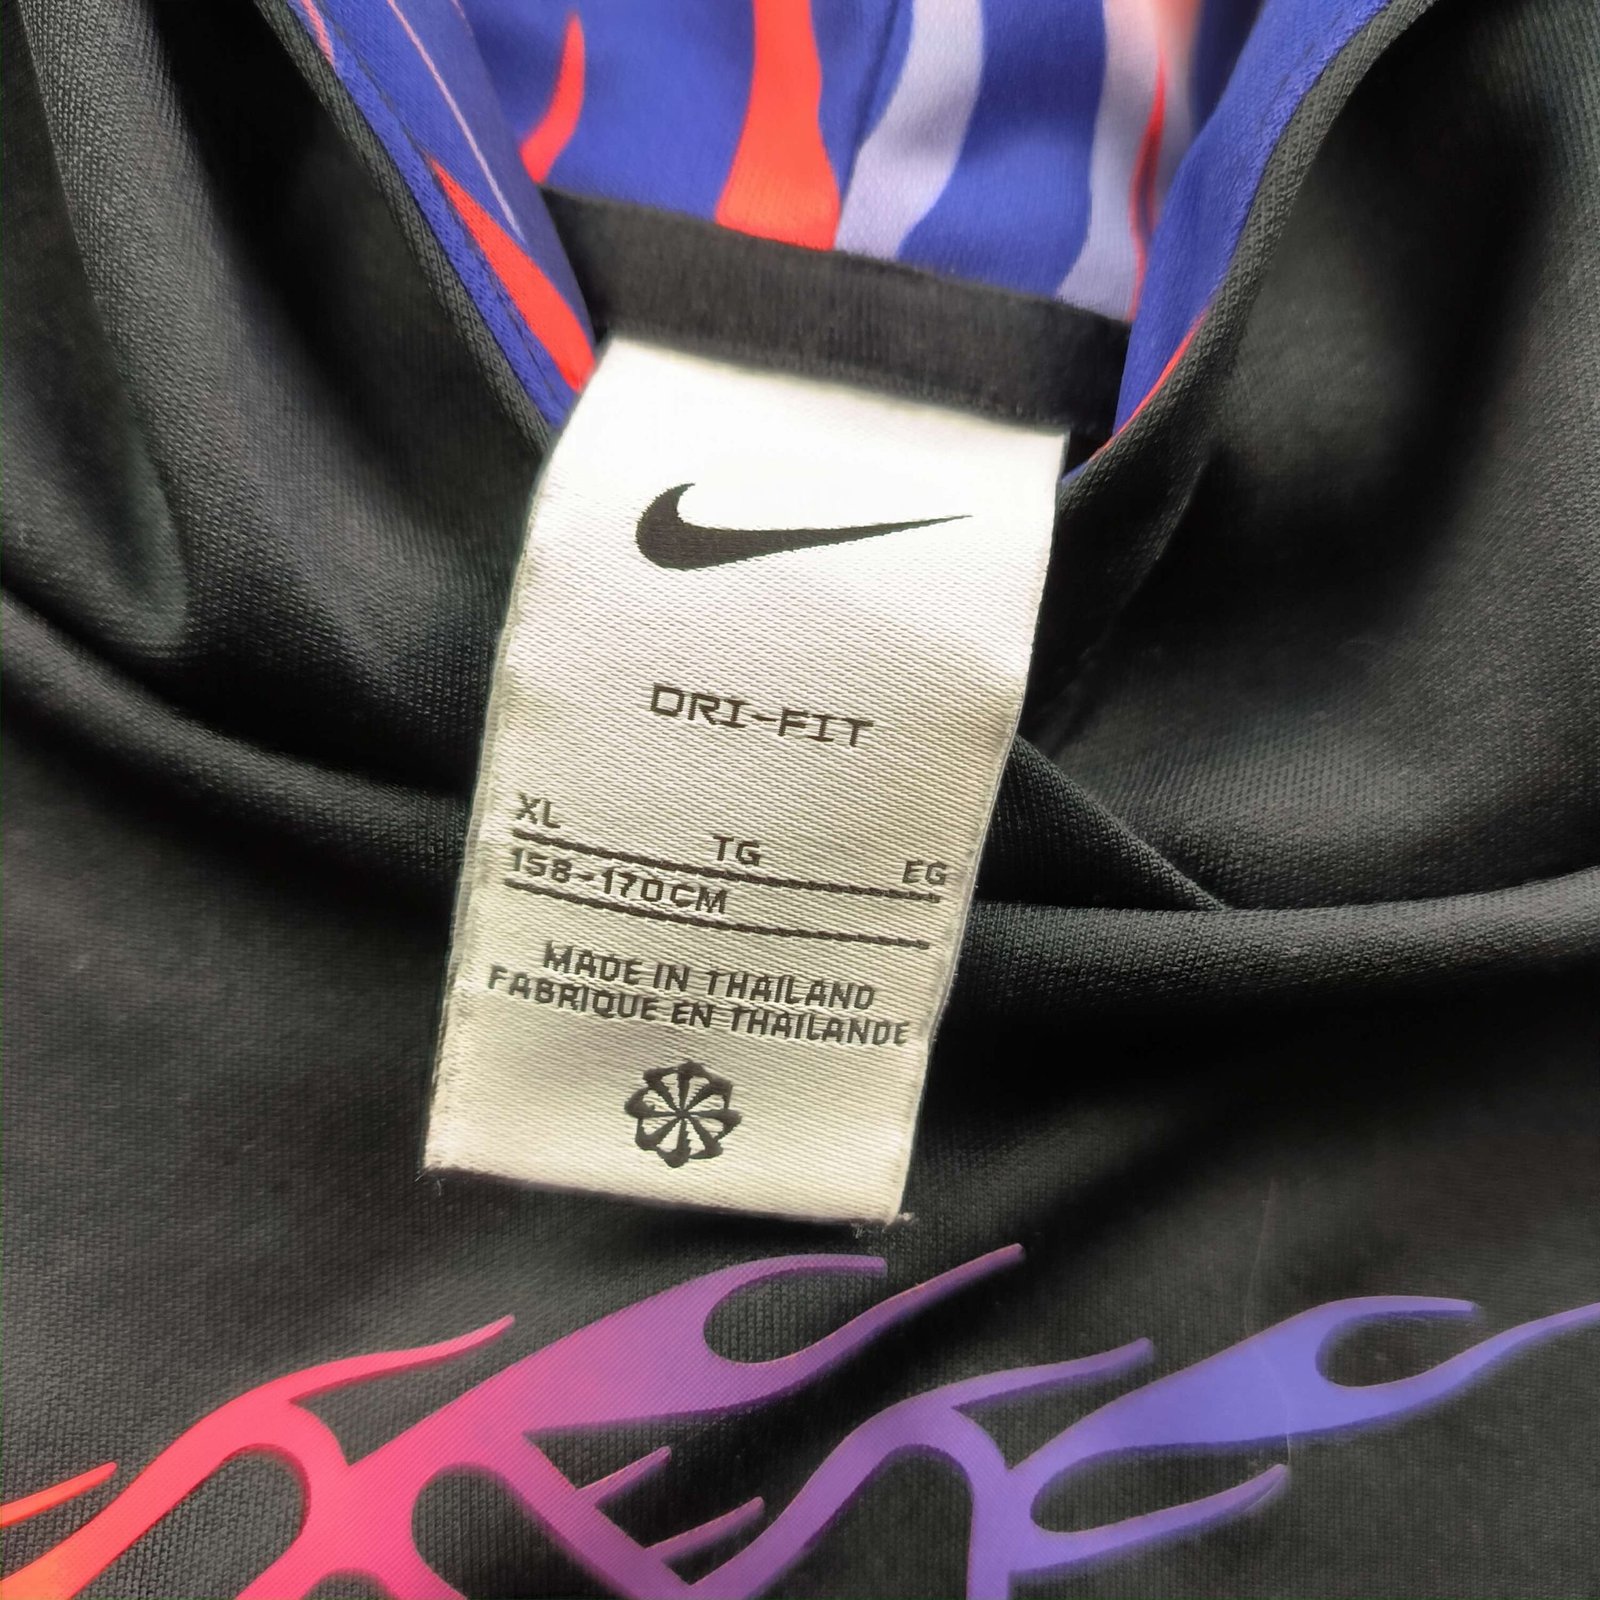 DRI-FIT
XL TG EG
158-170CM
MADE IN THAILAND
FABRIQUE EN THAILANDE